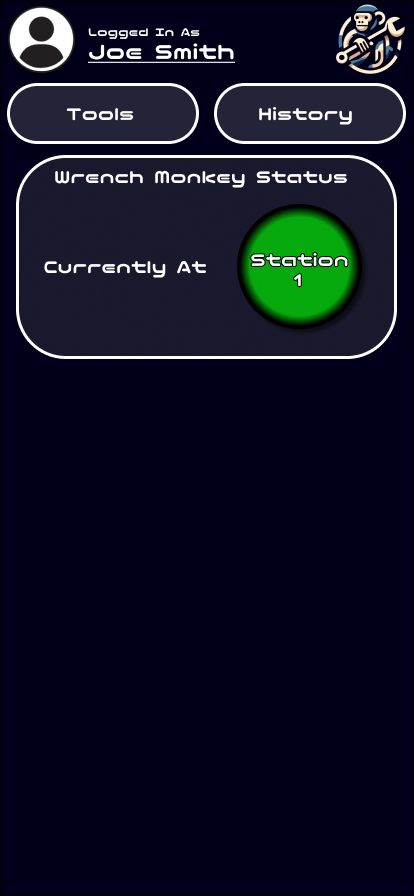 Logged In As
Joe Smith
Tools
History
Wrench Monkey Status
Currently At
Station
1